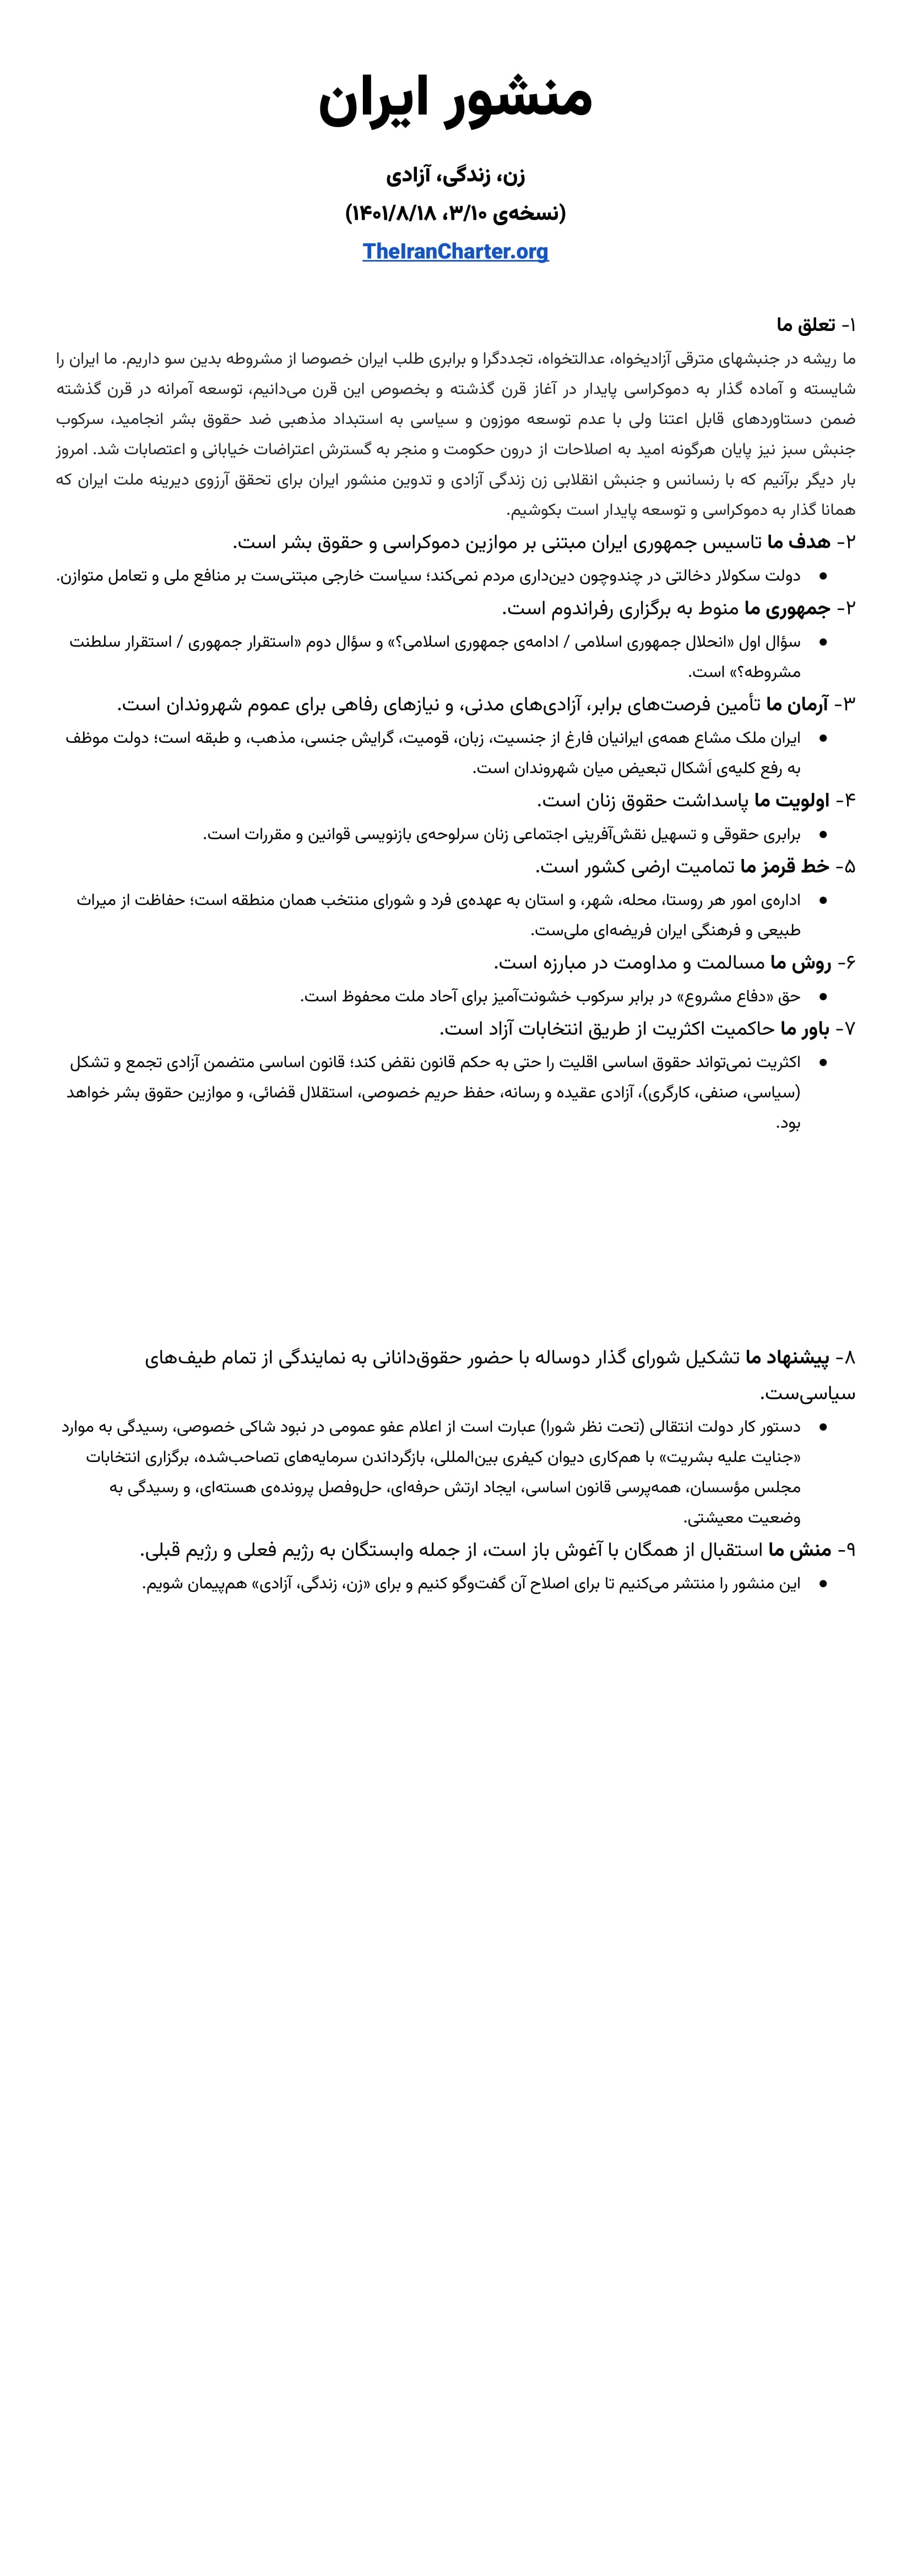 منشور ایران
زن، زندگی، آزادی
(نسخه‌ی ۳/۱۰، ۱۴۰۱/۸/۱۸)
TheIranCharter.org
۱- تعلق ما
ما ریشه در جنبشهای مترقی آزادیخواه، عدالتخواه، تجددگرا و برابری طلب ایران خصوصا از مشروطه بدین سو داریم. ما ایران را
شایسته و آماده گذار به دموکراسی پایدار در آغاز قرن گذشته و بخصوص این قرن می‌دانیم، توسعه آمرانه در قرن گذشته
ضمن دستاوردهای قابل اعتنا ولی با عدم توسعه موزون و سیاسی به استبداد مذهبی ضد حقوق بشر انجامید، سرکوب
جنبش سبز نیز پایان هرگونه امید به اصلاحات از درون حکومت و منجر به گسترش اعتراضات خیابانی و اعتصابات شد. امروز
بار دیگر برآنیم که با رنسانس و جنبش انقلابی زن زندگی آزادی و تدوین منشور ایران برای تحقق آرزوی دیرینه ملت ایران که
همانا گذار به دموکراسی و توسعه پایدار است بکوشیم.
۲- هدف ما تاسیس جمهوری ایران مبتنی بر موازین دموکراسی و حقوق بشر است.
● دولت سکولار دخالتی در چندوچون دین‌داری مردم نمی‌کند؛ سیاست خارجی مبتنی‌ست بر منافع ملی و تعامل متوازن.
۲- جمهوری ما منوط به برگزاری رفراندوم است.
● سؤال اول «انحلال جمهوری اسلامی / ادامه‌ی جمهوری اسلامی؟» و سؤال دوم «استقرار جمهوری / استقرار سلطنت
مشروطه؟» است.
۳- آرمان ما تأمین فرصت‌های برابر، آزادی‌های مدنی، و نیازهای رفاهی برای عموم شهروندان است.
● ایران ملک مشاع همه‌ی ایرانیان فارغ از جنسیت، زبان، قومیت، گرایش جنسی، مذهب، و طبقه است؛ دولت موظف
به رفع کلیه‌ی اَشکال تبعیض میان شهروندان است.
۴- اولویت ما پاسداشت حقوق زنان است.
● برابری حقوقی و تسهیل نقش‌آفرینی اجتماعی زنان سرلوحه‌ی بازنویسی قوانین و مقررات است.
۵- خط قرمز ما تمامیت ارضی کشور است.
● اداره‌ی امور هر روستا، محله، شهر، و استان به عهده‌ی فرد و شورای منتخب همان منطقه است؛ حفاظت از میراث
طبیعی و فرهنگی ایران فریضه‌ای ملی‌ست.
۶- روش ما مسالمت و مداومت در مبارزه است.
● حق «دفاع مشروع» در برابر سرکوب خشونت‌آمیز برای آحاد ملت محفوظ است.
۷- باور ما حاکمیت اکثریت از طریق انتخابات آزاد است.
● اکثریت نمی‌تواند حقوق اساسی اقلیت را حتی به حکم قانون نقض کند؛ قانون اساسی متضمن آزادی تجمع و تشکل
(سیاسی، صنفی، کارگری)، آزادی عقیده و رسانه، حفظ حریم خصوصی، استقلال قضائی، و موازین حقوق بشر خواهد
بود.
۸- پیشنهاد ما تشکیل شورای گذار دوساله با حضور حقوق‌دانانی به نمایندگی از تمام طیف‌های
سیاسی‌ست.
● دستور کار دولت انتقالی (تحت نظر شورا) عبارت است از اعلام عفو عمومی در نبود شاکی خصوصی، رسیدگی به موارد
«جنایت علیه بشریت» با هم‌کاری دیوان کیفری بین‌المللی، بازگرداندن سرمایه‌های تصاحب‌شده، برگزاری انتخابات
مجلس مؤسسان، همه‌پرسی قانون اساسی، ایجاد ارتش حرفه‌ای، حل‌وفصل پرونده‌ی هسته‌ای، و رسیدگی به
وضعیت معیشتی.
۹- منش ما استقبال از همگان با آغوش باز است، از جمله وابستگان به رژیم فعلی و رژیم قبلی.
● این منشور را منتشر می‌کنیم تا برای اصلاح آن گفت‌وگو کنیم و برای «زن، زندگی، آزادی» هم‌پیمان شویم.